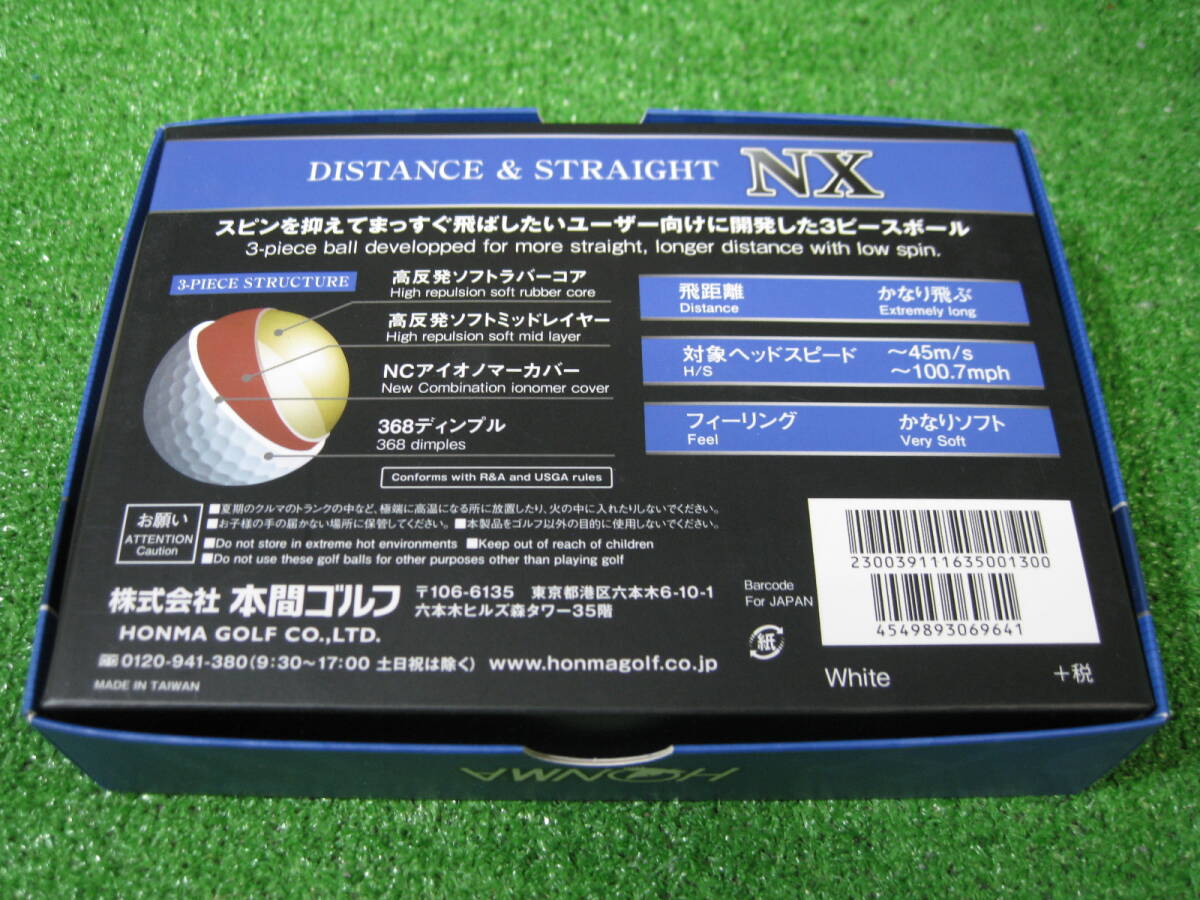 DISTANCE & STRAIGHT NX
スピンを抑えてまっすぐ飛ばしたいユーザー向けに開発した3ピースボール
3-piece ball developped for more straight, longer distance with low spin.
3-PIECE STRUCTURE
高反発ソフトラバーコア
High repulsion soft rubber core
高反発ソフトミッドレイヤー
High repulsion soft mid layer
NCアイオノマーカバー
New Combination ionomer cover
368ディンプル
368 dimples
Conforms with R&A and USGA rules
飛距離 かなり飛ぶ
Distance Extremely long
対象ヘッドスピード ～45m/s
H/S ～100.7mph
フィーリング かなりソフト
Feel Very Soft
お願い
ATTENTION
Caution
■夏期のクルマのトランクの中など、極端に高温になる所に放置したり、火の中に入れたりしないでください。
■お子様の手の届かない場所に保管してください。 ■本製品をゴルフ以外の目的に使用しないでください。
■Do not store in extreme hot environments ■Keep out of reach of children
■Do not use these golf balls for other purposes other than playing golf
株式会社 本間ゴルフ 〒106-6135 東京都港区六本木6-10-1
六本木ヒルズ森タワー35階
HONMA GOLF CO.,LTD.
0120-941-380(9:30～17:00 土日祝は除く) www.honmagolf.co.jp
MADE IN TAIWAN
Barcode
For JAPAN
紙
2300391111635001300
4549893069641
White +税
HONMA